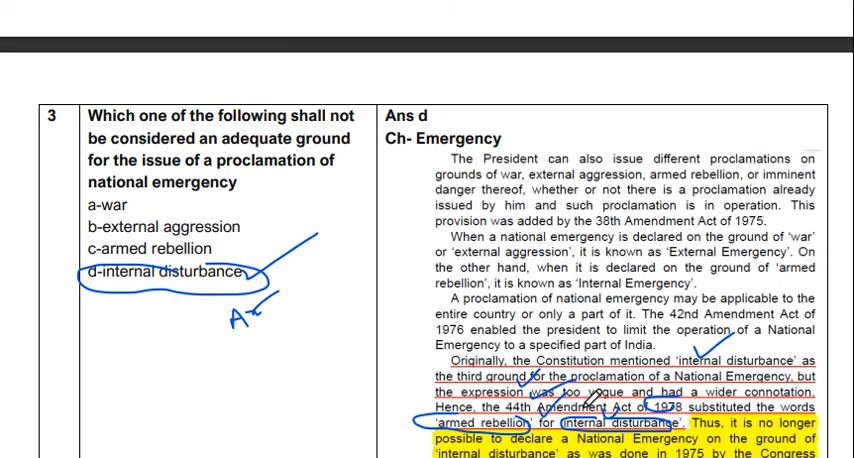 3
Which one of the following shall not
be considered an adequate ground
for the issue of a proclamation of
national emergency
a-war
b-external aggression
c-armed rebellion
d-internal disturbance
Ans d
Ch- Emergency
The President can also issue different proclamations on
grounds of war, external aggression, armed rebellion, or imminent
danger thereof, whether or not there is a proclamation already
issued by him and such proclamation is in operation. This
provision was added by the 38th Amendment Act of 1975.
When a national emergency is declared on the ground of ‘war’
or ‘external aggression’, it is known as ‘External Emergency’. On
the other hand, when it is declared on the ground of ‘armed
rebellion’, it is known as ‘Internal Emergency’.
A proclamation of national emergency may be applicable to the
entire country or only a part of it. The 42nd Amendment Act of
1976 enabled the president to limit the operation of a National
Emergency to a specified part of India.
Originally, the Constitution mentioned ‘internal disturbance’ as
the third ground for the proclamation of a National Emergency, but
the expression was too vague and had a wider connotation.
Hence, the 44th Amendment Act of 1978 substituted the words
‘armed rebellion’ for ‘internal disturbance’. Thus, it is no longer
possible to declare a National Emergency on the ground of
‘internal disturbance’ as was done in 1975 by the Congress